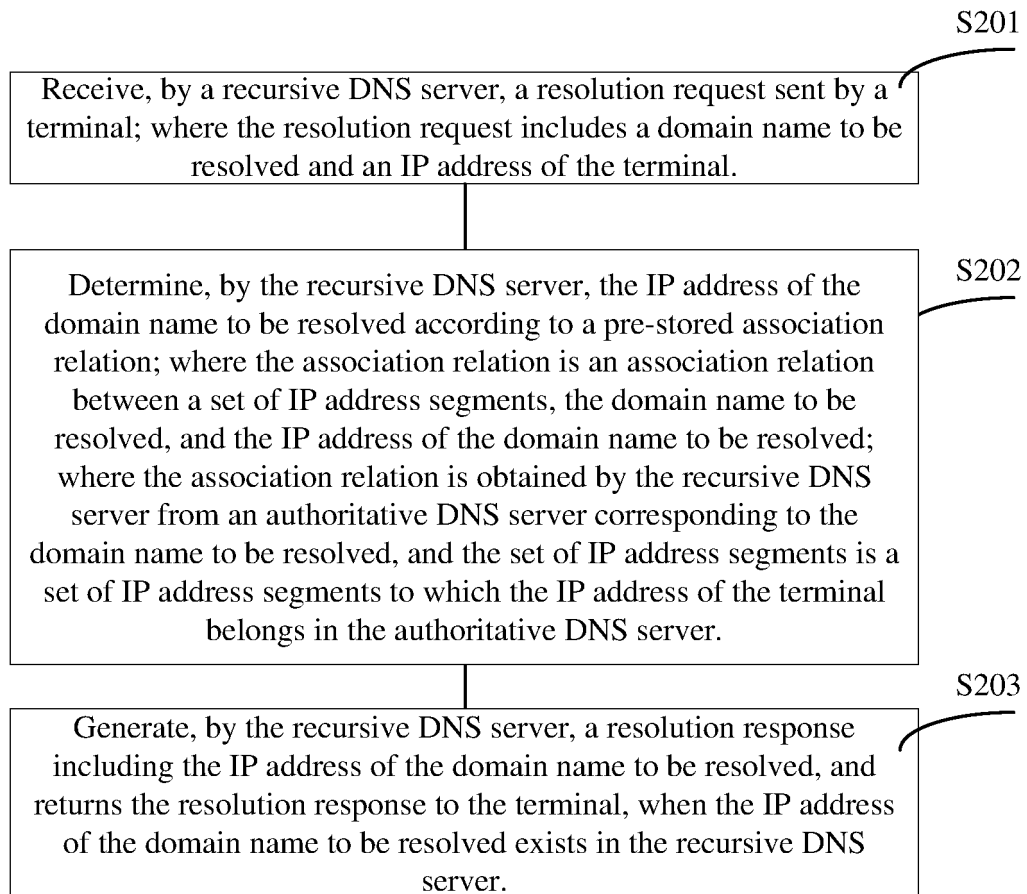 S201
Receive, by a recursive DNS server, a resolution request sent by a
terminal; where the resolution request includes a domain name to be
resolved and an IP address of the terminal.
S202
Determine, by the recursive DNS server, the IP address of the
domain name to be resolved according to a pre-stored association
relation; where the association relation is an association relation
between a set of IP address segments, the domain name to be
resolved, and the IP address of the domain name to be resolved;
where the association relation is obtained by the recursive DNS
server from an authoritative DNS server corresponding to the
domain name to be resolved, and the set of IP address segments is a
set of IP address segments to which the IP address of the terminal
belongs in the authoritative DNS server.
S203
Generate, by the recursive DNS server, a resolution response
including the IP address of the domain name to be resolved, and
returns the resolution response to the terminal, when the IP address
of the domain name to be resolved exists in the recursive DNS
server.